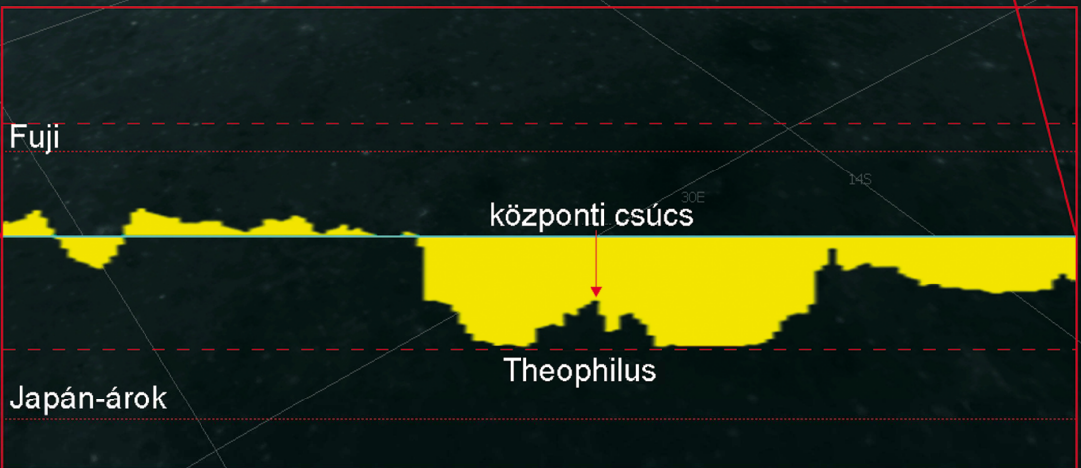 Fuji
14S
30E
központi csúcs
Theophilus
Japán-árok